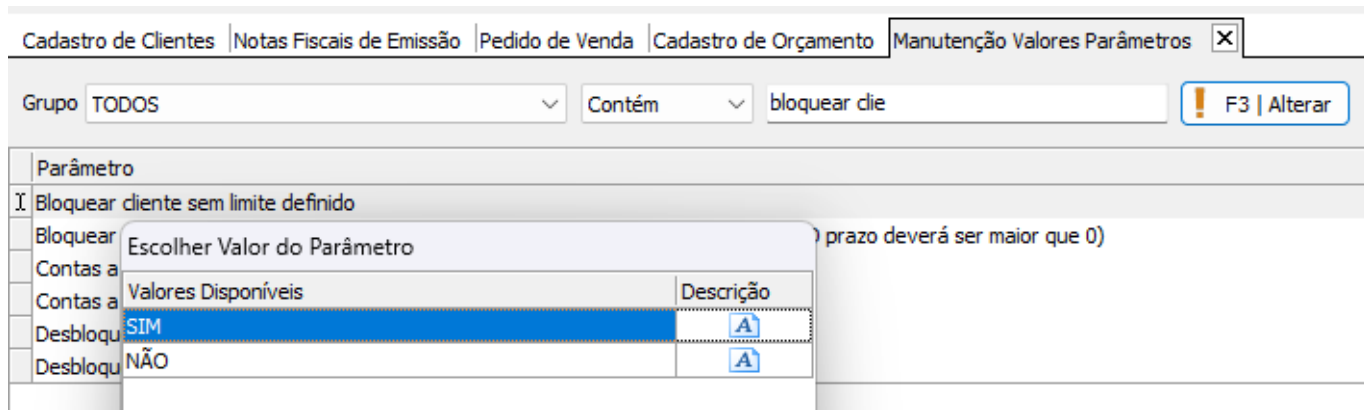 Cadastro de Clientes Notas Fiscais de Emissão Pedido de Venda Cadastro de Orçamento Manutenção Valores Parâmetros
Grupo TODOS Contém bloquear clie F3 | Alterar
Parâmetro
Bloquear cliente sem limite definido
Bloquear prazo deverá ser maior que 0)
Escolher Valor do Parâmetro
Contas a
Valores Disponíveis Descrição
Contas a
SIM
Desbloqu
NÃO
Desbloqu